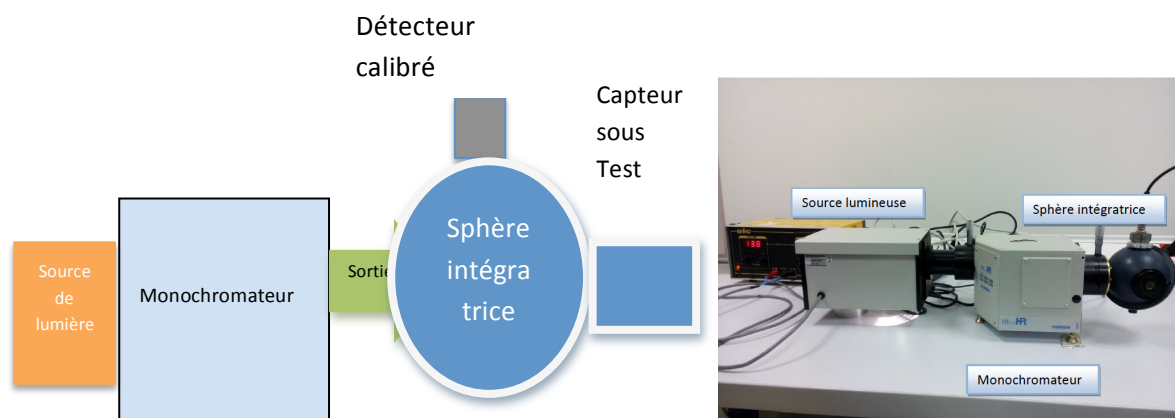 Détecteur
calibré
Capteur
sous
Test
Source
de
lumière
Monochromateur
Sortie
Sphère
intégra
trice
Source lumineuse
Sphère intégratrice
Monochromateur